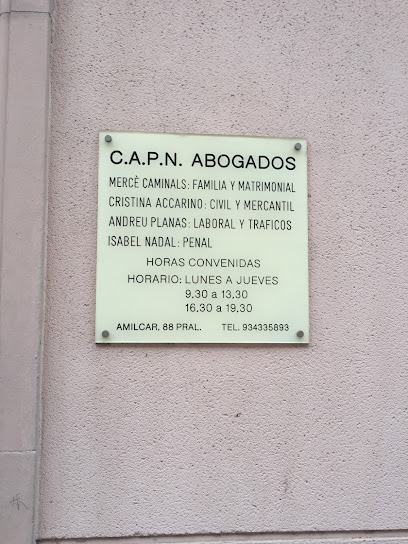 C.A.P.N. ABOGADOS
MERCÈ CAMINALS: FAMILIA Y MATRIMONIAL
CRISTINA ACCARINO: CIVIL Y MERCANTIL
ANDREU PLANAS: LABORAL Y TRAFICOS
ISABEL NADAL: PENAL
HORAS CONVENIDAS
HORARIO: LUNES A JUEVES
9,30 a 13.30
16.30 a 19.30
AMILCAR. 88 PRAL. TEL. 934335893